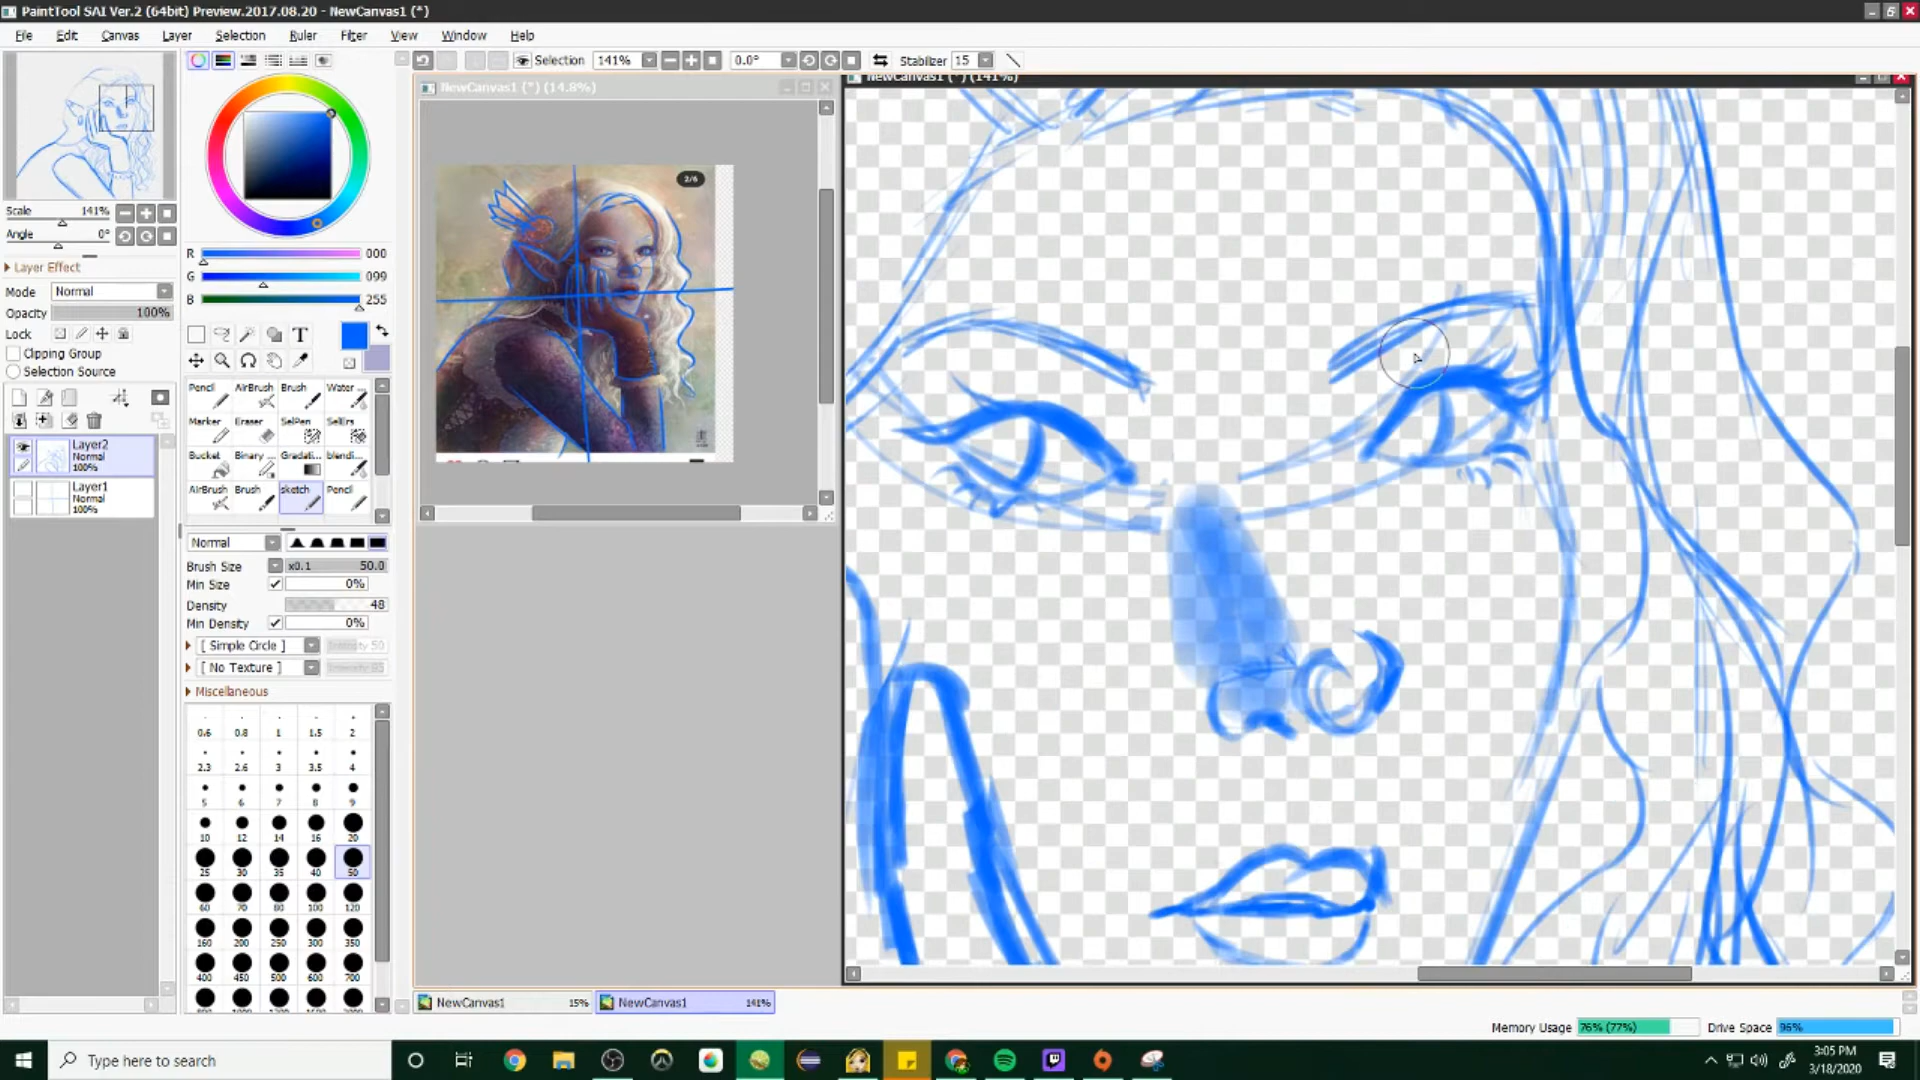 PaintTool SAI Ver.2 (64bit) Preview.2017.08.20 - NewCanvas1 (*)
File Edit Canvas Layer Selection Ruler Filter View Window Help
Selection 141% 0.0° Stabilizer 15
NewCanvas1 (*) (14.8%)
NewCanvas1 (*) (141%)
2/6
Scale 141%
Angle 0°
Layer Effect
Mode Normal
Opacity 100%
Lock
Clipping Group
Selection Source
Layer2
Normal
100%
Layer1
Normal
100%
R 000
G 099
B 255
T
Pencil AirBrush Brush Water ...
Marker Eraser SelPen SelErs
Bucket Binary ... Gradati... blendi...
AirBrush Brush sketch Pencil
Normal
Brush Size x0.1 50.0
Min Size 0%
Density 48
Min Density 0%
[ Simple Circle ] Intensity 50
[ No Texture ] Intensity 95
Miscellaneous
0.6 0.8 1 1.5 2
2.3 2.6 3 3.5 4
5 6 7 8 9
10 12 14 16 20
25 30 35 40 50
60 70 80 100 120
160 200 250 300 350
400 450 500 600 700
NewCanvas1 15% NewCanvas1 141%
Memory Usage 76% (77%) Drive Space 96%
Type here to search
3:05 PM
3/18/2020